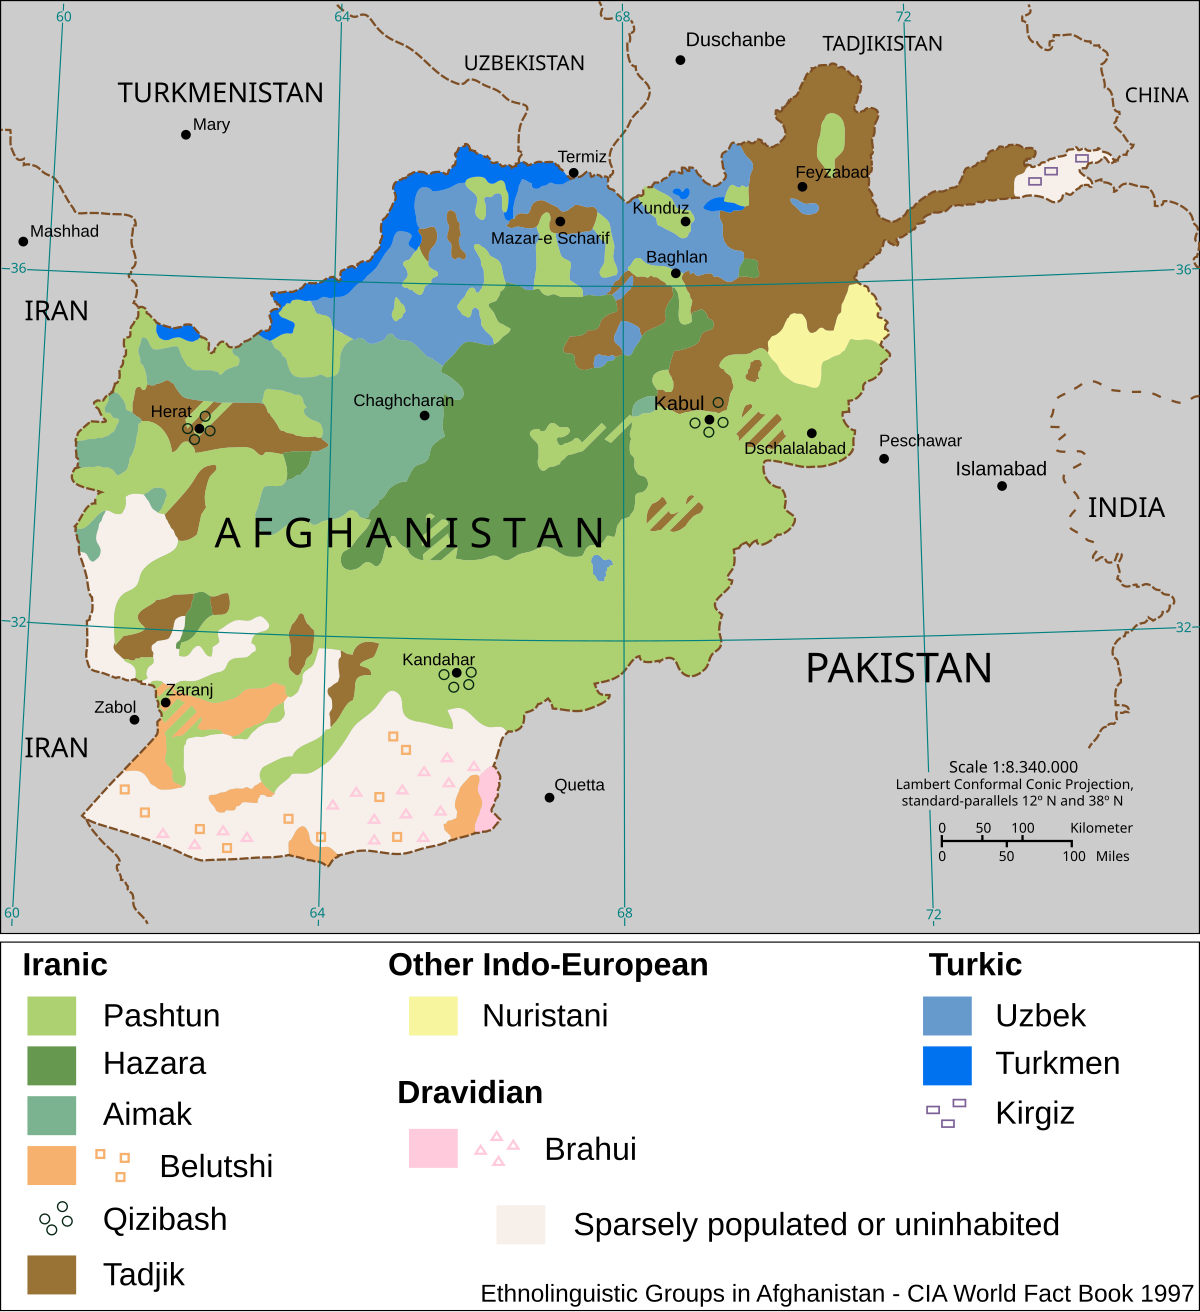 60
64
68
72
Duschanbe
TADJIKISTAN
UZBEKISTAN
TURKMENISTAN
CHINA
Mary
Termiz
Feyzabad
Mashhad
Kunduz
Mazar-e Scharif
Baghlan
36
36
IRAN
Chaghcharan
Herat
Kabul
Dschalalabad
Peschawar
Islamabad
INDIA
AFGHANISTAN
32
32
Kandahar
PAKISTAN
Zaranj
Zabol
IRAN
Quetta
Scale 1:8.340.000
Lambert Conformal Conic Projection,
standard-parallels 12º N and 38º N
0 50 100 Kilometer
0 50 100 Miles
60
64
68
72
Iranic
Pashtun
Hazara
Aimak
Belutshi
Qizibash
Tadjik
Other Indo-European
Nuristani
Dravidian
Brahui
Sparsely populated or uninhabited
Turkic
Uzbek
Turkmen
Kirgiz
Ethnolinguistic Groups in Afghanistan - CIA World Fact Book 1997